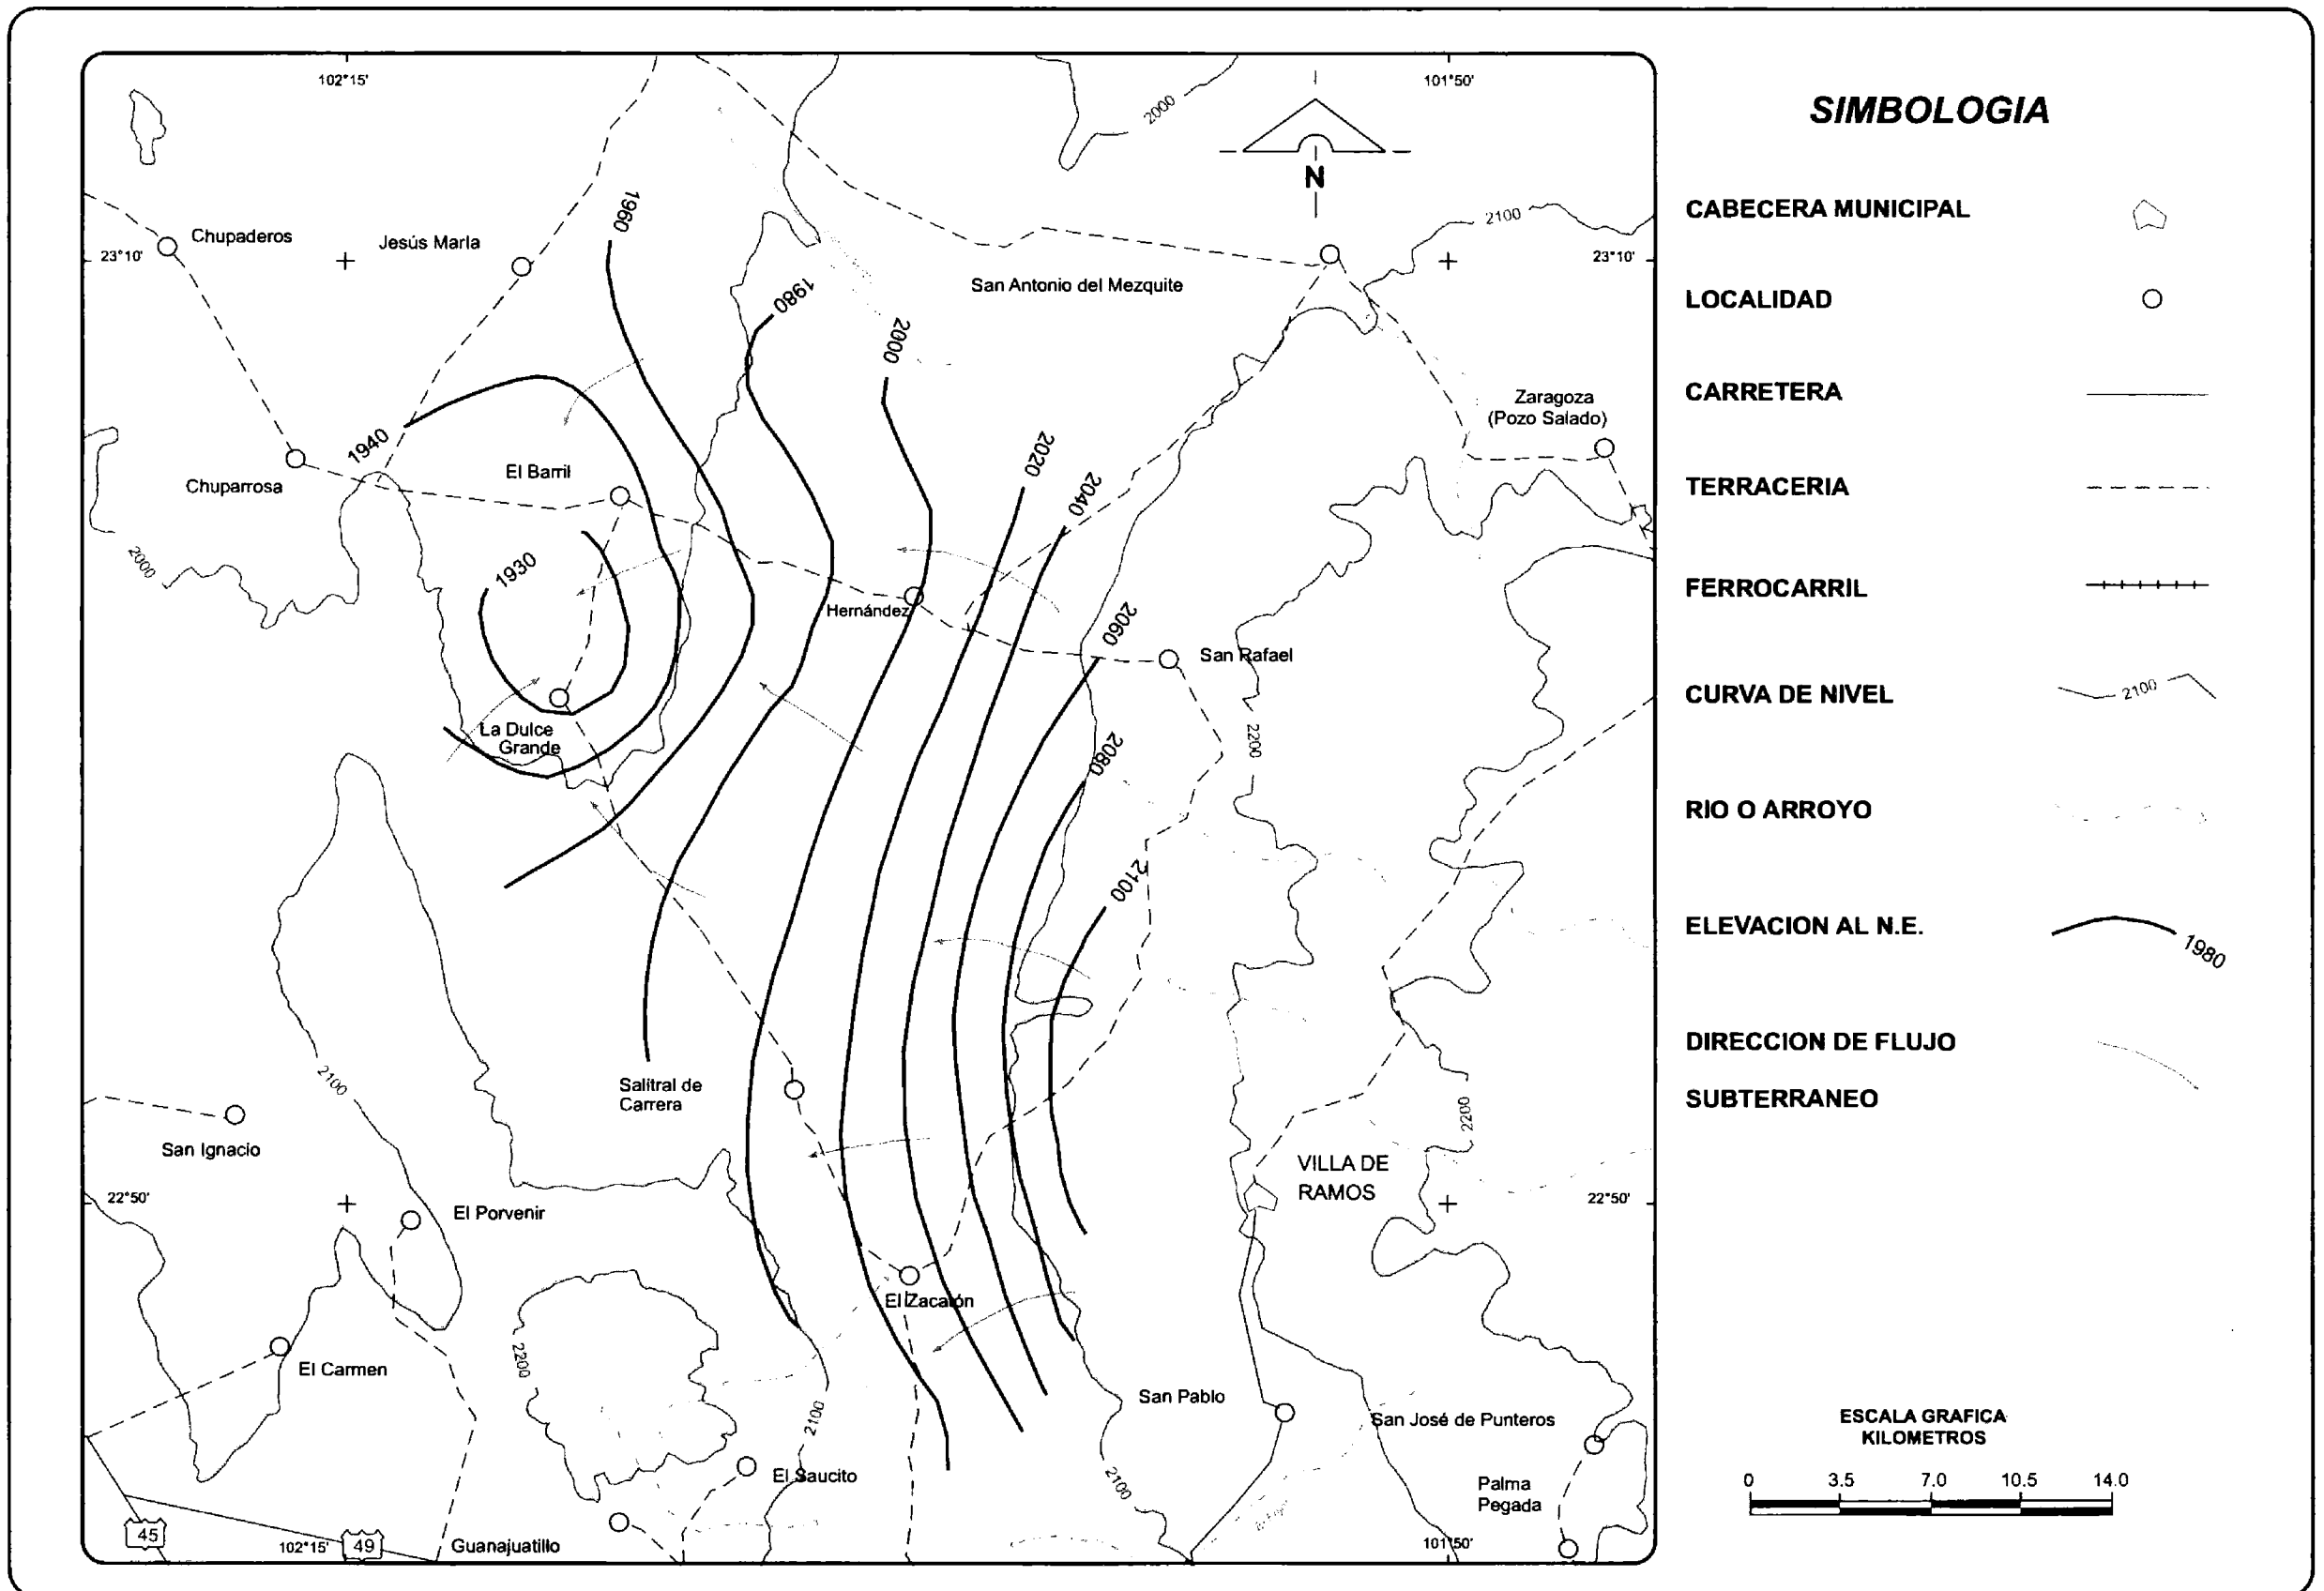 102°15'
101°50'
2000
N
2100
1960
Chupaderos
Jesús Marla
23°10'
23°10'
San Antonio del Mezquite
1980
2000
Zaragoza
(Pozo Salado)
1940
2020
El Barril
2040
Chuparrosa
2000
1930
Hernández
2060
San Rafael
La Dulce
Grande
2080
2200
2100
2100
Salitral de
Carrera
San Ignacio
2200
VILLA DE
RAMOS
22°50'
22°50'
El Porvenir
El Zacatón
2200
El Carmen
San Pablo
2100
San José de Punteros
El Saucito
2100
Palma
Pegada
45
102°15'
49
Guanajuatillo
101°50'
SIMBOLOGIA
CABECERA MUNICIPAL
LOCALIDAD
CARRETERA
TERRACERIA
FERROCARRIL
CURVA DE NIVEL
2100
RIO O ARROYO
ELEVACION AL N.E.
1980
DIRECCION DE FLUJO
SUBTERRANEO
ESCALA GRAFICA
KILOMETROS
0 3.5 7.0 10.5 14.0